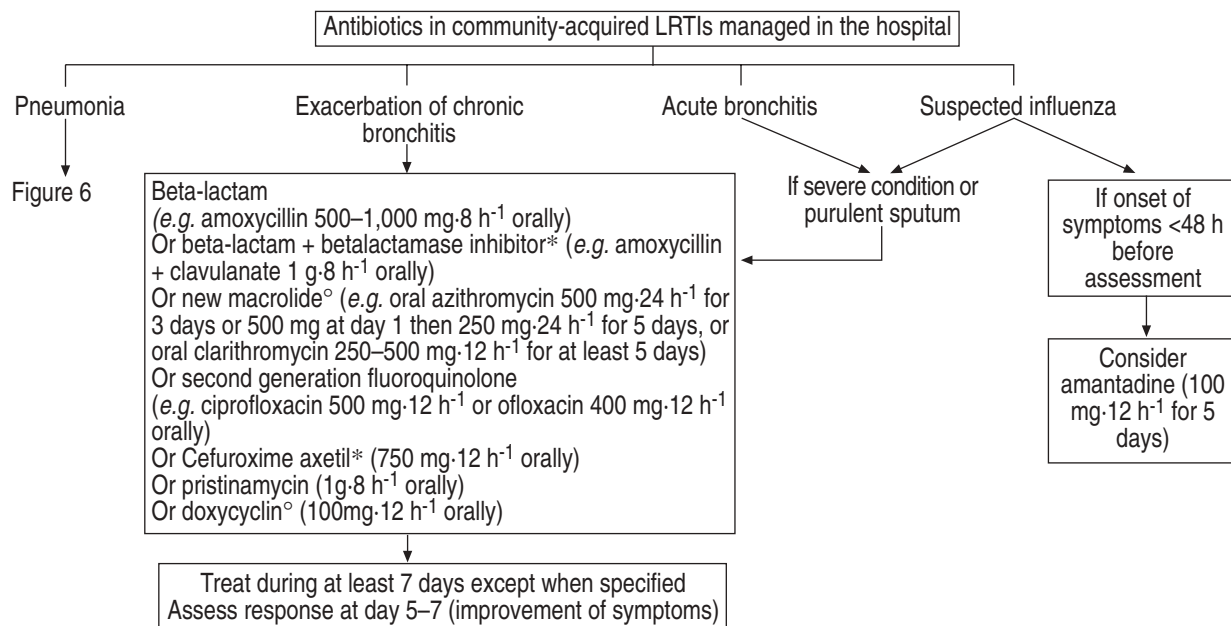 Antibiotics in community-acquired LRTIs managed in the hospital
Pneumonia
Exacerbation of chronic
bronchitis
Acute bronchitis
Suspected influenza
Figure 6
Beta-lactam
(e.g. amoxycillin 500–1,000 mg·8 h-1 orally)
Or beta-lactam + betalactamase inhibitor* (e.g. amoxycillin
+ clavulanate 1 g·8 h-1 orally)
Or new macrolide° (e.g. oral azithromycin 500 mg·24 h-1 for
3 days or 500 mg at day 1 then 250 mg·24 h-1 for 5 days, or
oral clarithromycin 250–500 mg·12 h-1 for at least 5 days)
Or second generation fluoroquinolone
(e.g. ciprofloxacin 500 mg·12 h-1 or ofloxacin 400 mg·12 h-1
orally)
Or Cefuroxime axetil* (750 mg·12 h-1 orally)
Or pristinamycin (1g·8 h-1 orally)
Or doxycyclin° (100mg·12 h-1 orally)
If severe condition or
purulent sputum
If onset of
symptoms <48 h
before
assessment
Consider
amantadine (100
mg·12 h-1 for 5
days)
Treat during at least 7 days except when specified
Assess response at day 5–7 (improvement of symptoms)